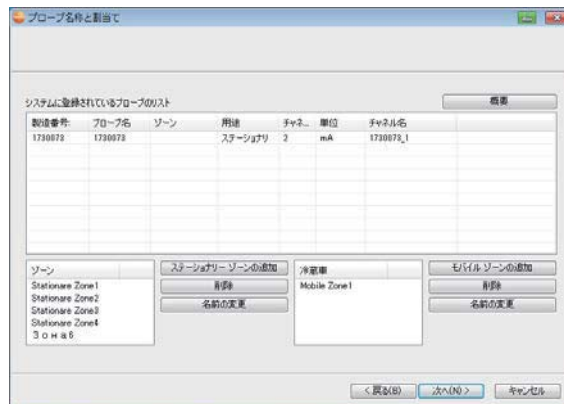 プローブ名称と割当て
システムに登録されているプローブのリスト
概要
製造番号 プローブ名 ゾーン 用途 チャネ... 単位 チャネル名
1730073 1730073 ステーショナリ 2 mA 1730073_1
ゾーン
Stationare Zone1
Stationare Zone2
Stationare Zone3
Stationare Zone4
Зона6
ステーショナリー ゾーンの追加
削除
名前の変更
冷蔵車
Mobile Zone1
モバイル ゾーンの追加
削除
名前の変更
< 戻る(B)
次へ(N) >
キャンセル